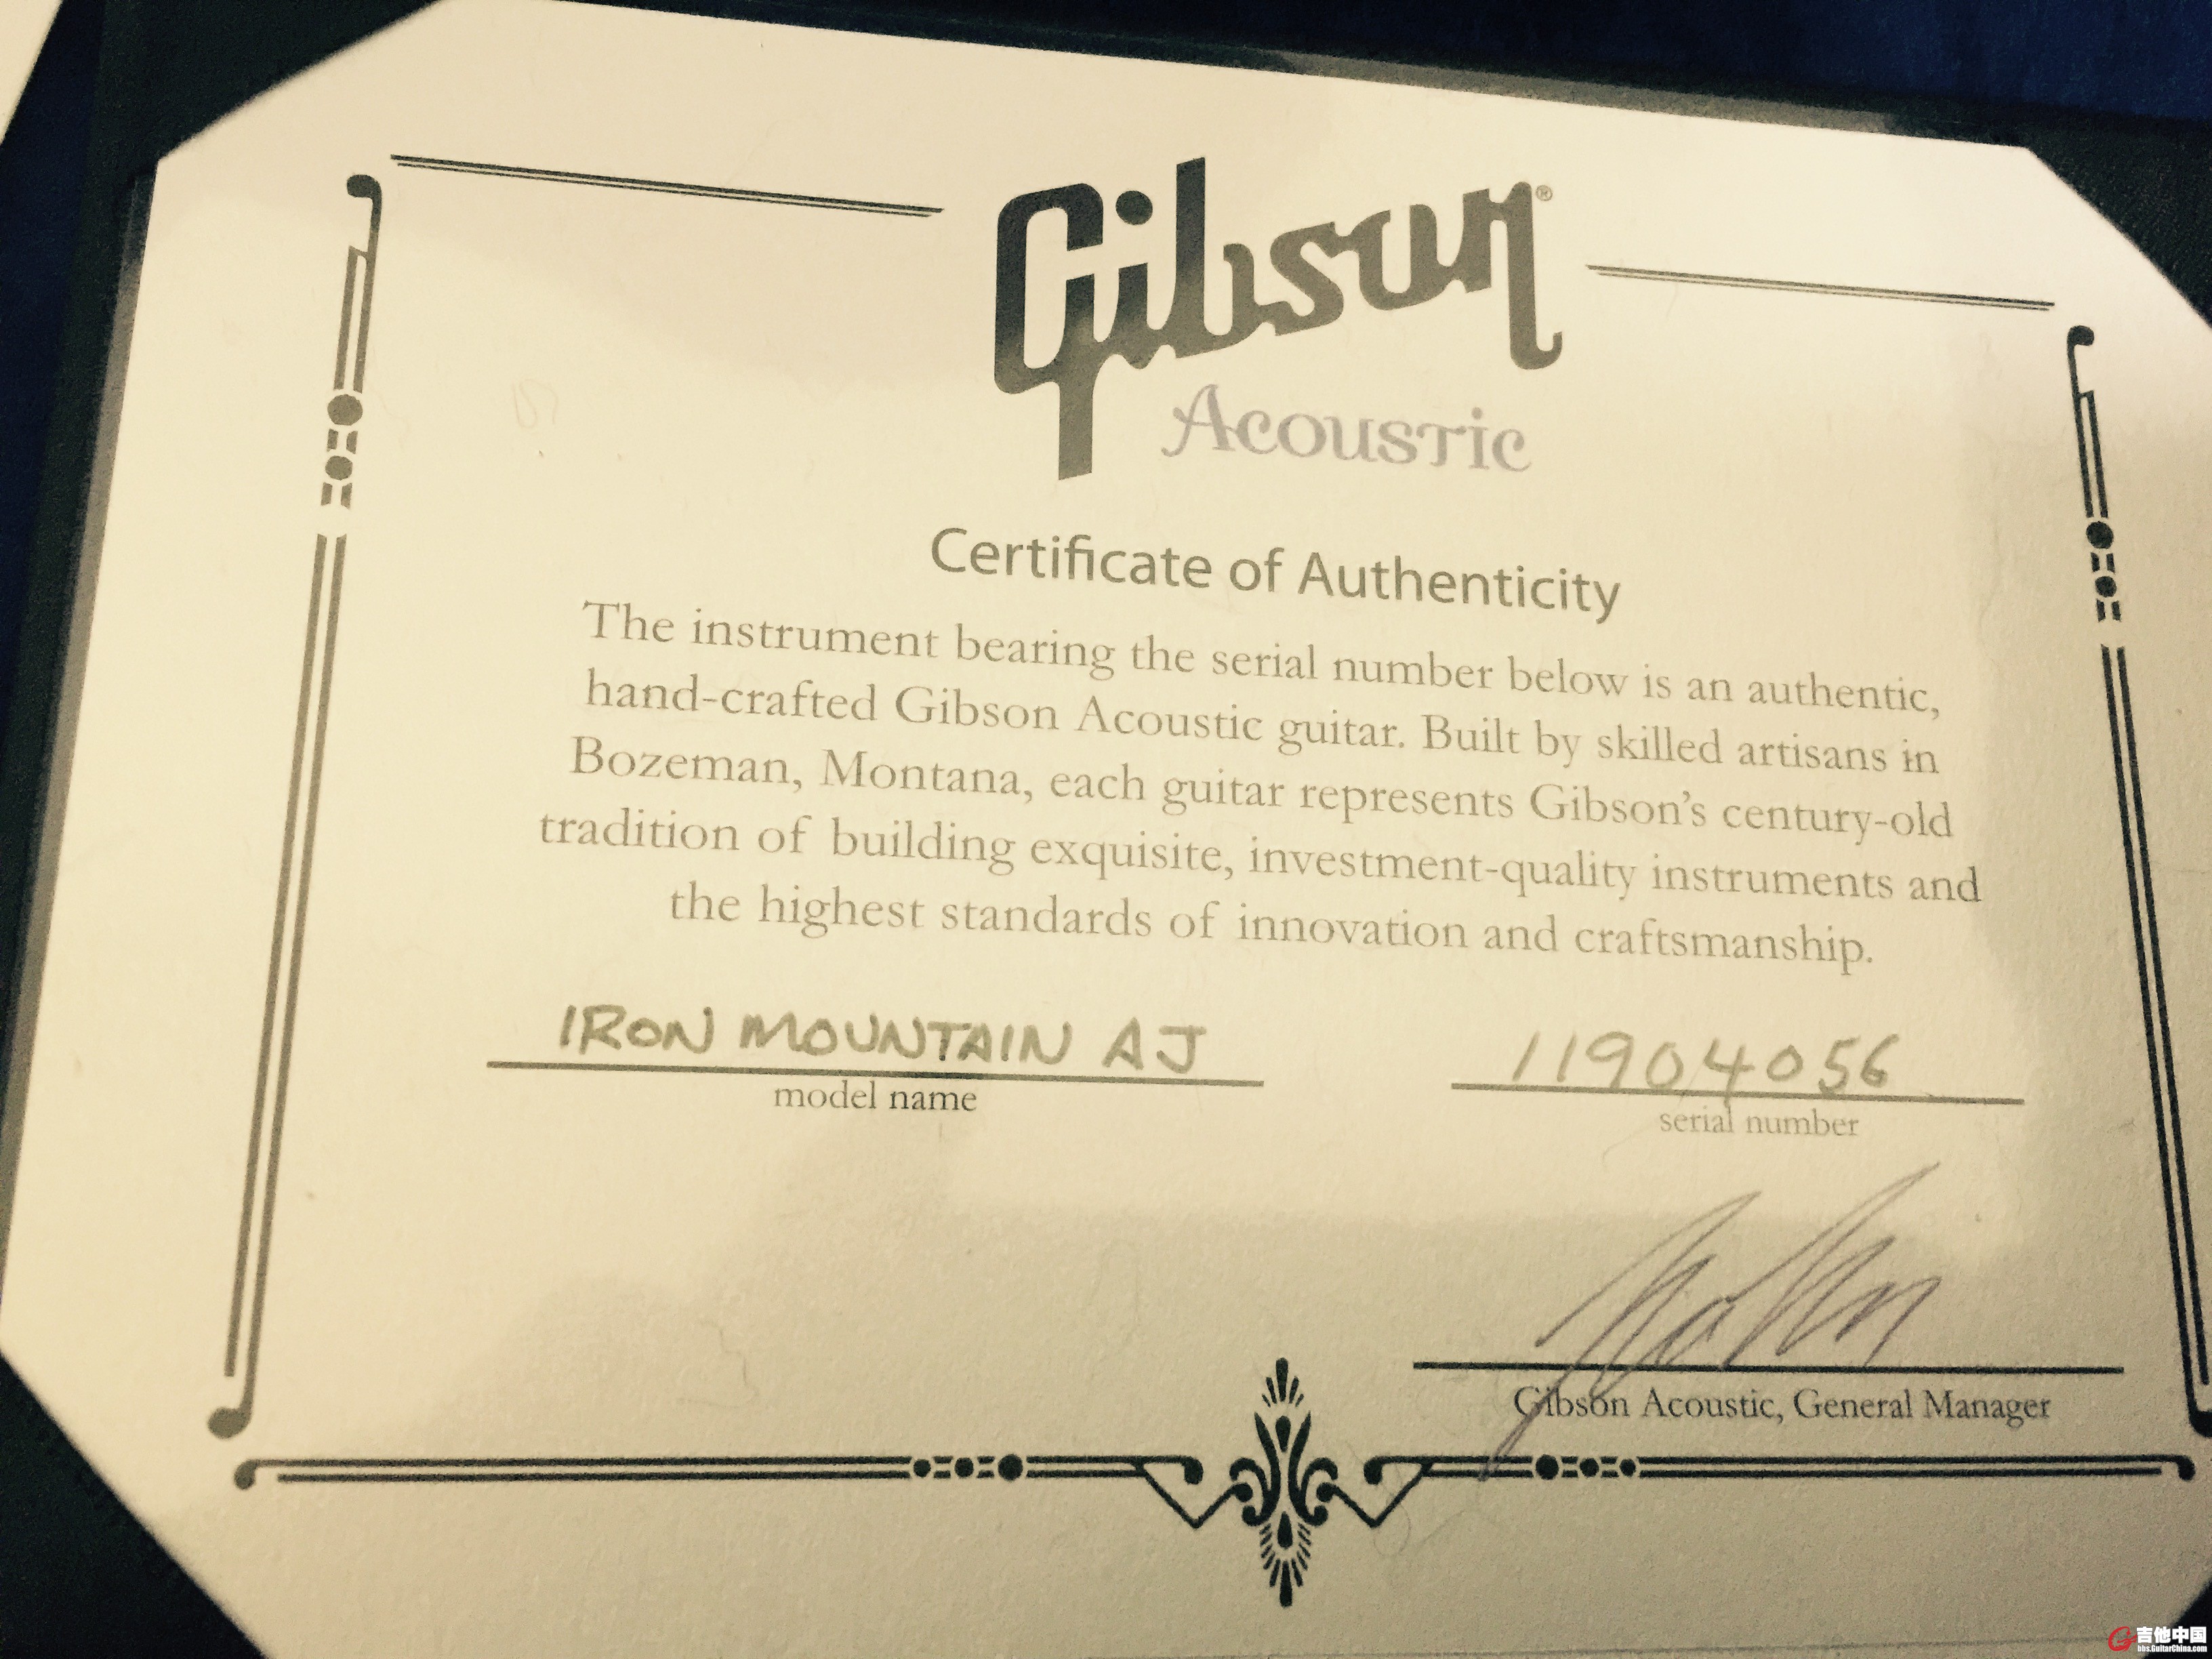 Gibson®
Acoustic
Certificate of Authenticity
The instrument bearing the serial number below is an authentic,
hand-crafted Gibson Acoustic guitar. Built by skilled artisans in
Bozeman, Montana, each guitar represents Gibson's century-old
tradition of building exquisite, investment-quality instruments and
the highest standards of innovation and craftsmanship.
IRON MOUNTAIN AJ
model name
11904056
serial number
Gibson Acoustic, General Manager
吉他中国
bbs.GuitarChina.com